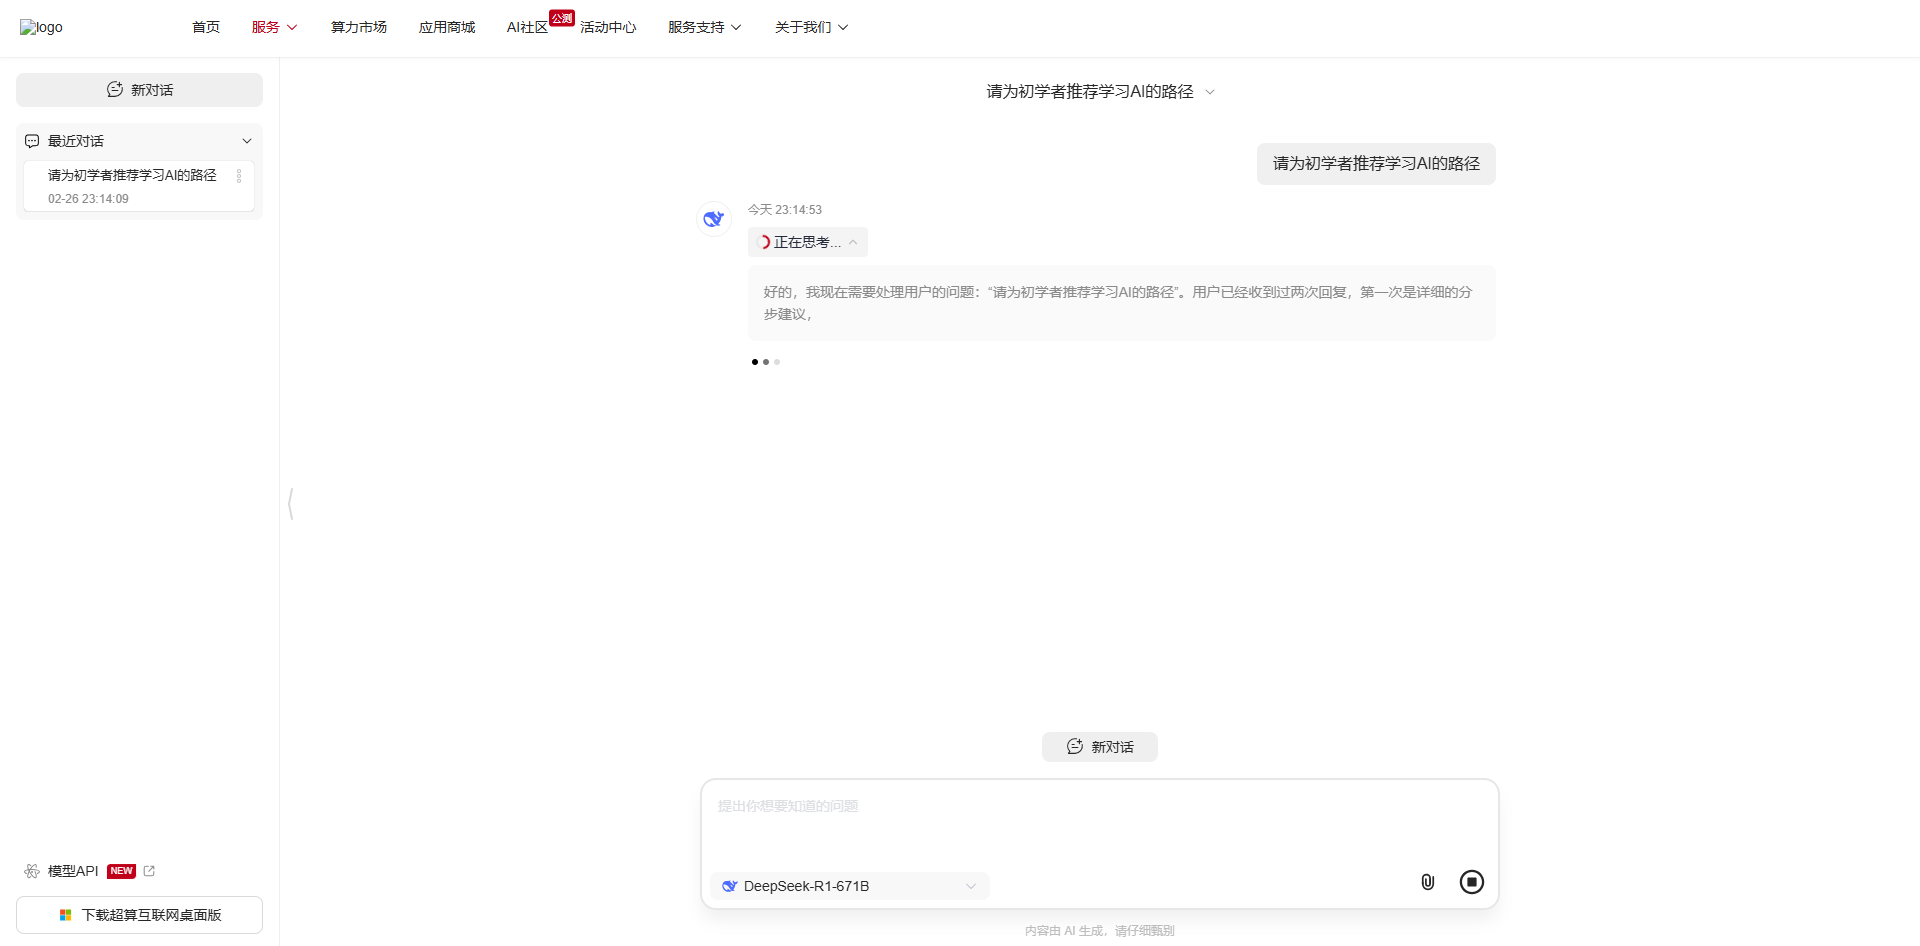 logo
首页
服务
算力市场
应用商城
AI社区
公测
活动中心
服务支持
关于我们
新对话
最近对话
请为初学者推荐学习AI的路径
02-26 23:14:09
请为初学者推荐学习AI的路径
请为初学者推荐学习AI的路径
今天 23:14:53
正在思考...
好的，我现在需要处理用户的问题：“请为初学者推荐学习AI的路径”。用户已经收到过两次回复，第一次是详细的分
步建议，
新对话
提出你想要知道的问题
DeepSeek-R1-671B
内容由 AI 生成，请仔细甄别
模型API
NEW
下载超算互联网桌面版